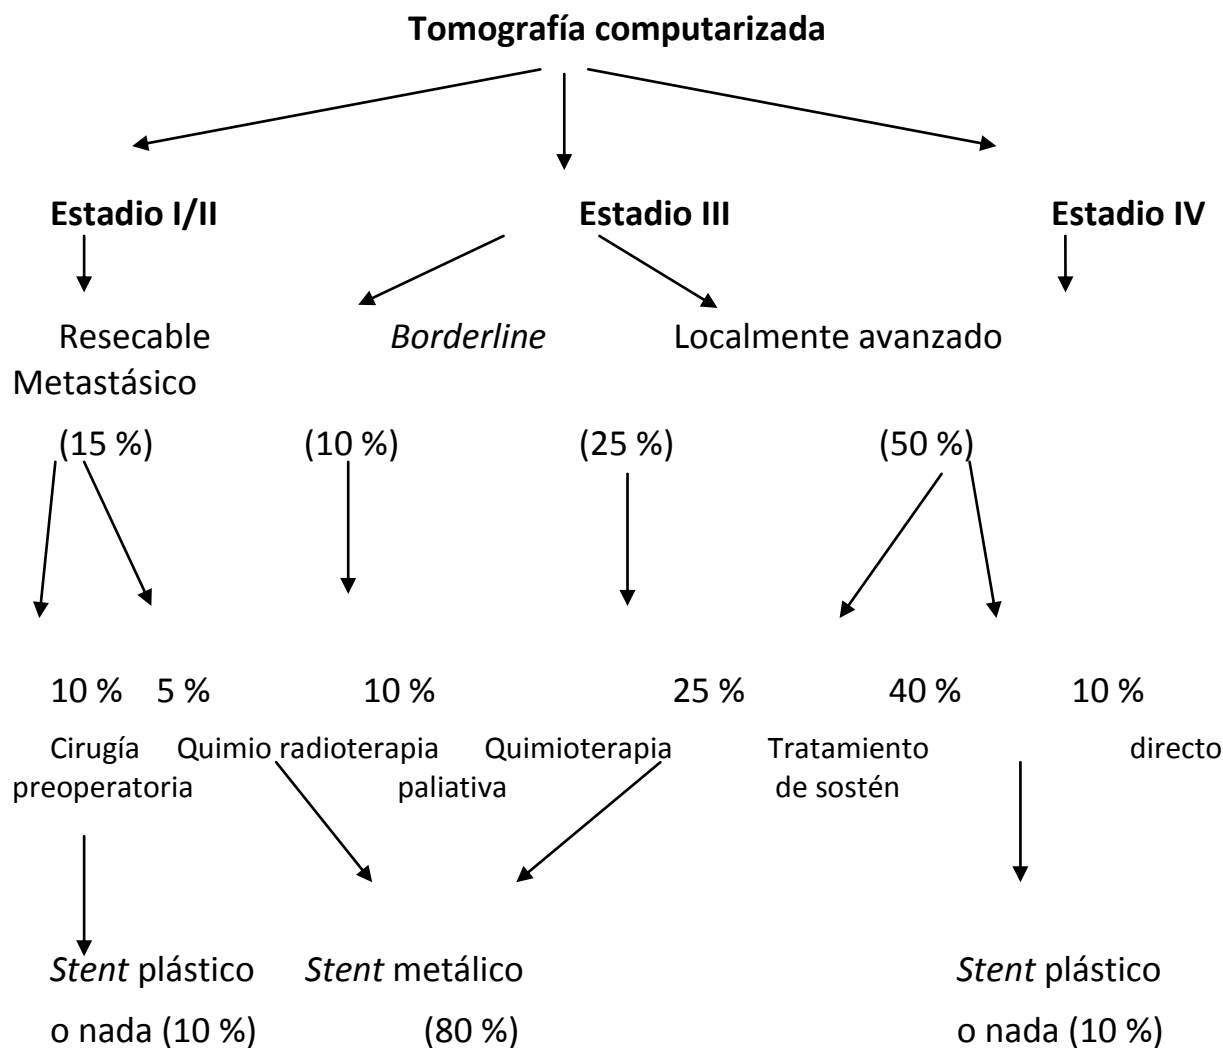 Tomografía computarizada
Estadio I/II Estadio III Estadio IV
Resecable Borderline Localmente avanzado
Metastásico
(15 %) (10 %) (25 %) (50 %)
10 % 5 % 10 % 25 % 40 % 10 %
Cirugía Quimio radioterapia Quimioterapia Tratamiento directo
preoperatoria paliativa de sostén
Stent plástico Stent metálico Stent plástico
o nada (10 %) (80 %) o nada (10 %)